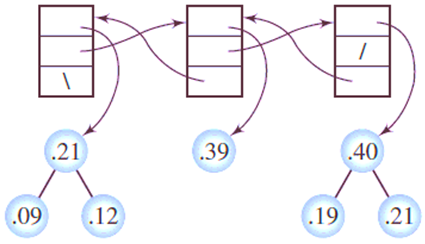 /
\
.21 .39 .40
.09 .12 .19 .21